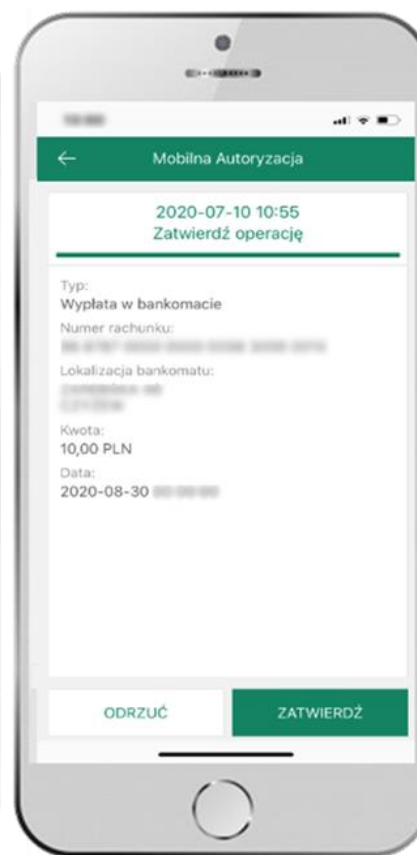 Mobilna Autoryzacja
2020-07-10 10:55
Zatwierdź operację
Typ:
Wypłata w bankomacie
Numer rachunku:
Lokalizacja bankomatu:
Kwota:
10,00 PLN
Data:
2020-08-30
ODRZUĆ
ZATWIERDŹ